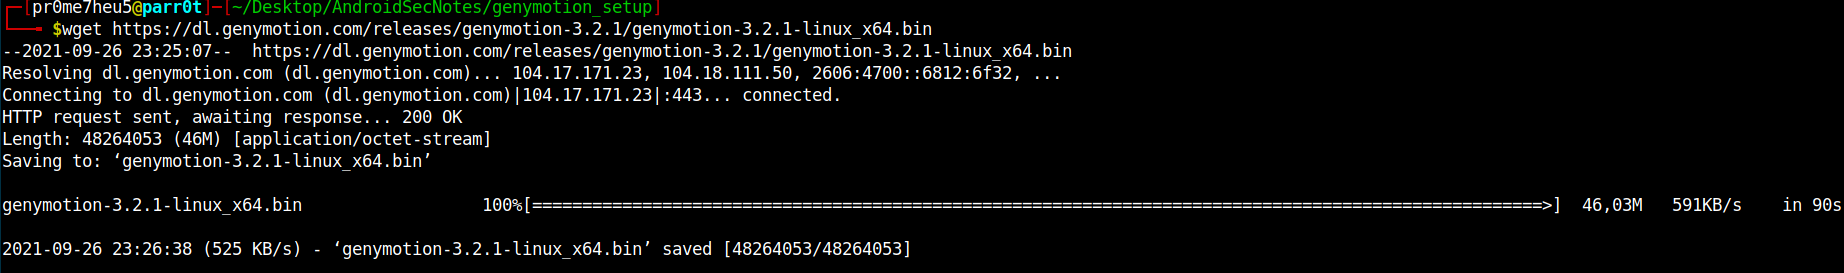 ┌─[pr0me7heu5@parr0t]─[~/Desktop/AndroidSecNotes/genymotion_setup]
└──╼ $wget https://dl.genymotion.com/releases/genymotion-3.2.1/genymotion-3.2.1-linux_x64.bin
--2021-09-26 23:25:07--  https://dl.genymotion.com/releases/genymotion-3.2.1/genymotion-3.2.1-linux_x64.bin
Resolving dl.genymotion.com (dl.genymotion.com)... 104.17.171.23, 104.18.111.50, 2606:4700::6812:6f32, ...
Connecting to dl.genymotion.com (dl.genymotion.com)|104.17.171.23|:443... connected.
HTTP request sent, awaiting response... 200 OK
Length: 48264053 (46M) [application/octet-stream]
Saving to: ‘genymotion-3.2.1-linux_x64.bin’
genymotion-3.2.1-linux_x64.bin                  100%[=====================================================================================================>]  46,03M   591KB/s    in 90s
2021-09-26 23:26:38 (525 KB/s) - ‘genymotion-3.2.1-linux_x64.bin’ saved [48264053/48264053]